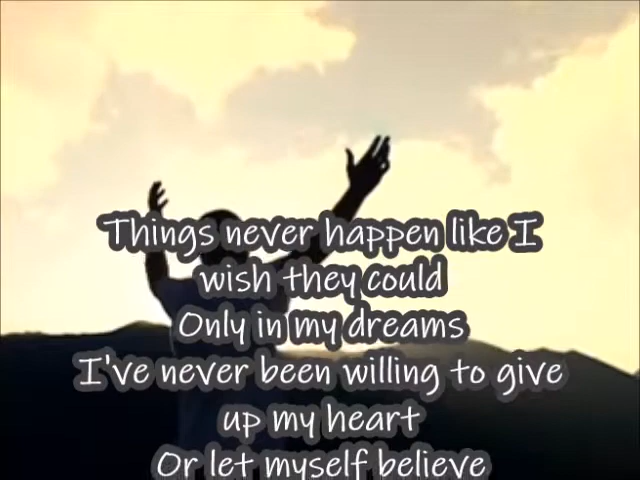 Things never happen like I
wish they could
Only in my dreams
I've never been willing to give
up my heart
Or let myself believe